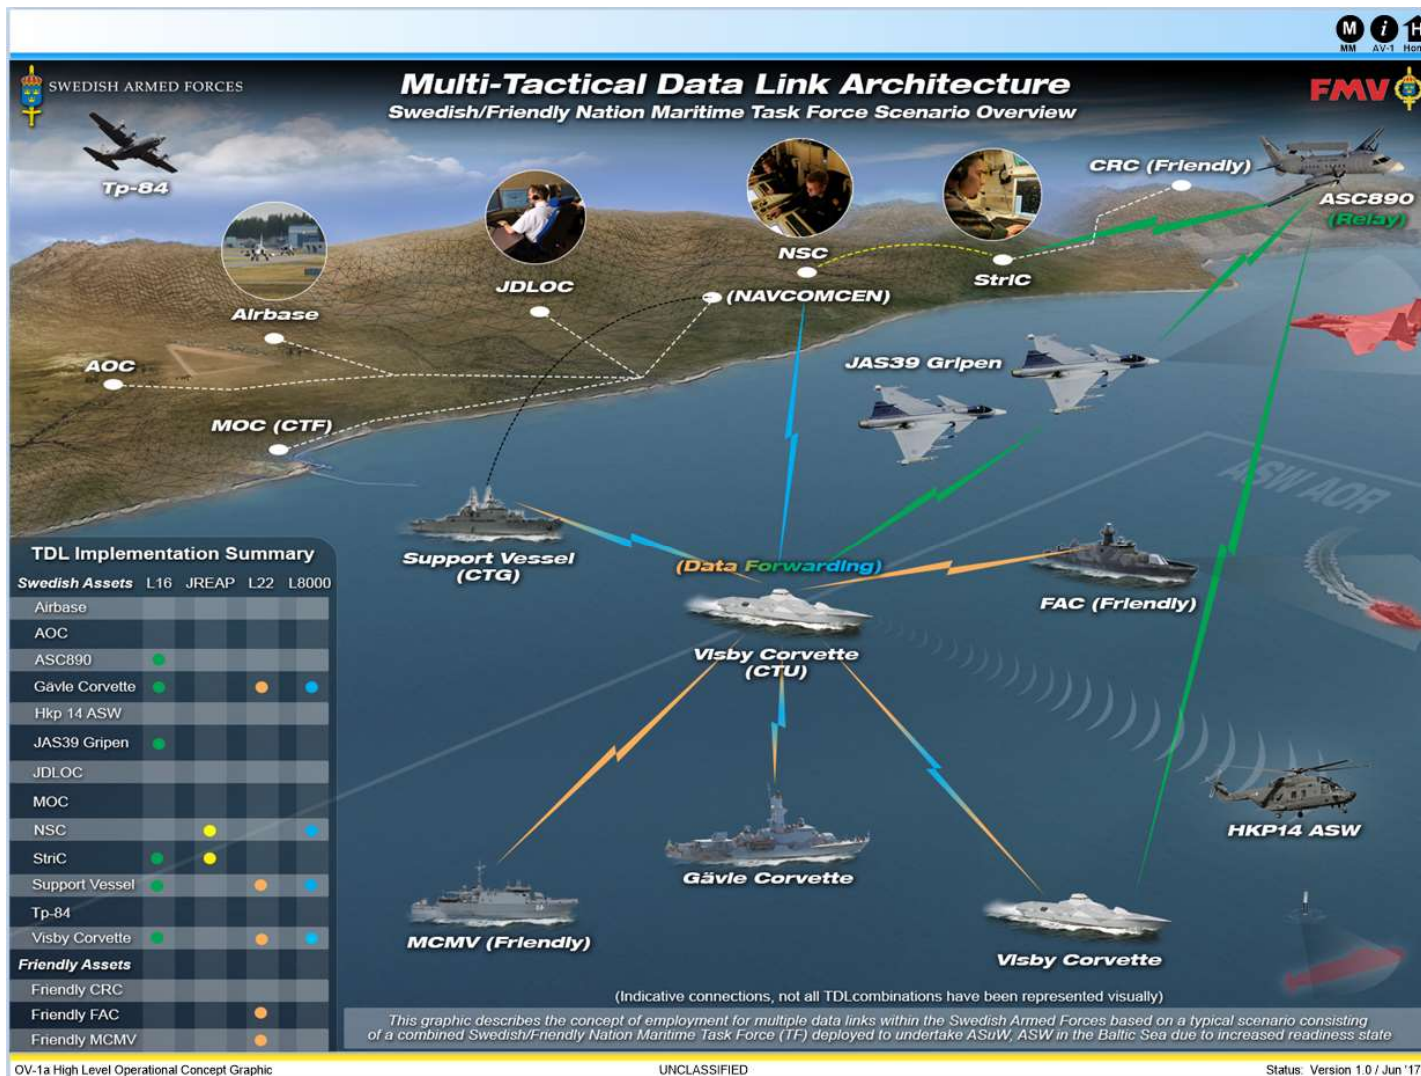 M
i
H
MM
AV-1
Hom
SWEDISH ARMED FORCES
Multi-Tactical Data Link Architecture
Swedish/Friendly Nation Maritime Task Force Scenario Overview
FMV
Tp-84
CRC (Friendly)
ASC890
(Relay)
NSC
StriC
JDLOC
(NAVCOMCEN)
Airbase
AOC
JAS39 Gripen
MOC (CTF)
ASW AOR
Support Vessel
(CTG)
(Data Forwarding)
FAC (Friendly)
Visby Corvette
(CTU)
HKP14 ASW
Gävle Corvette
MCMV (Friendly)
Visby Corvette
TDL Implementation Summary
Swedish Assets L16 JREAP L22 L8000
Airbase
AOC
ASC890
Gävle Corvette
Hkp 14 ASW
JAS39 Gripen
JDLOC
MOC
NSC
StriC
Support Vessel
Tp-84
Visby Corvette
Friendly Assets
Friendly CRC
Friendly FAC
Friendly MCMV
(Indicative connections, not all TDLcombinations have been represented visually)
This graphic describes the concept of employment for multiple data links within the Swedish Armed Forces based on a typical scenario consisting
of a combined Swedish/Friendly Nation Maritime Task Force (TF) deployed to undertake ASuW, ASW in the Baltic Sea due to increased readiness state
OV-1a High Level Operational Concept Graphic
UNCLASSIFIED
Status: Version 1.0 / Jun '17